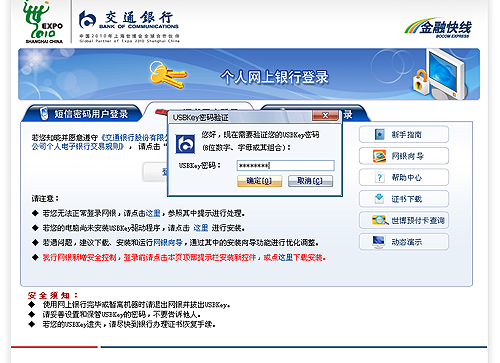 EXPO
2010
SHANGHAI CHINA
交通银行
BANK OF COMMUNICATIONS
中国2010年上海世博会全球合作伙伴
Global Partner of Expo 2010 Shanghai China
金融快线
BOCOM EXPRESS
个人网上银行登录
短信密码用户登录
USBKey密码验证
您好，现在需要验证您的USBKey密码
(8位数字、字母或其组合)：
USBKey密码：
********
确定[O]
取消[C]
若您知晓并愿意遵守《交通银行股份有限公
公司个人电子银行交易规则》，请点击“
登
新手指南
网银向导
帮助中心
证书下载
世博预付卡查询
动态演示
请注意：
◆ 若您无法正常登录网银，请点击这里，参照其中提示进行处理。
◆ 若您的电脑尚未安装USBKey驱动程序，请点击 这里 进行安装。
◆ 若遇问题，建议下载、安装和运行网银向导，通过其中的安装向导功能进行优化调整。
◆ 我行网银新增安全控制，登录前请点击本页顶部提示栏安装新控件，或点这里下载安装。
安全须知：
◆ 使用网上银行完毕或暂离机器时请退出网银并拔出USBKey。
◆ 请妥善设置和保管USBKey的密码，不要告诉他人。
◆ 若您的USBKey遗失，请尽快到银行办理证书恢复手续。